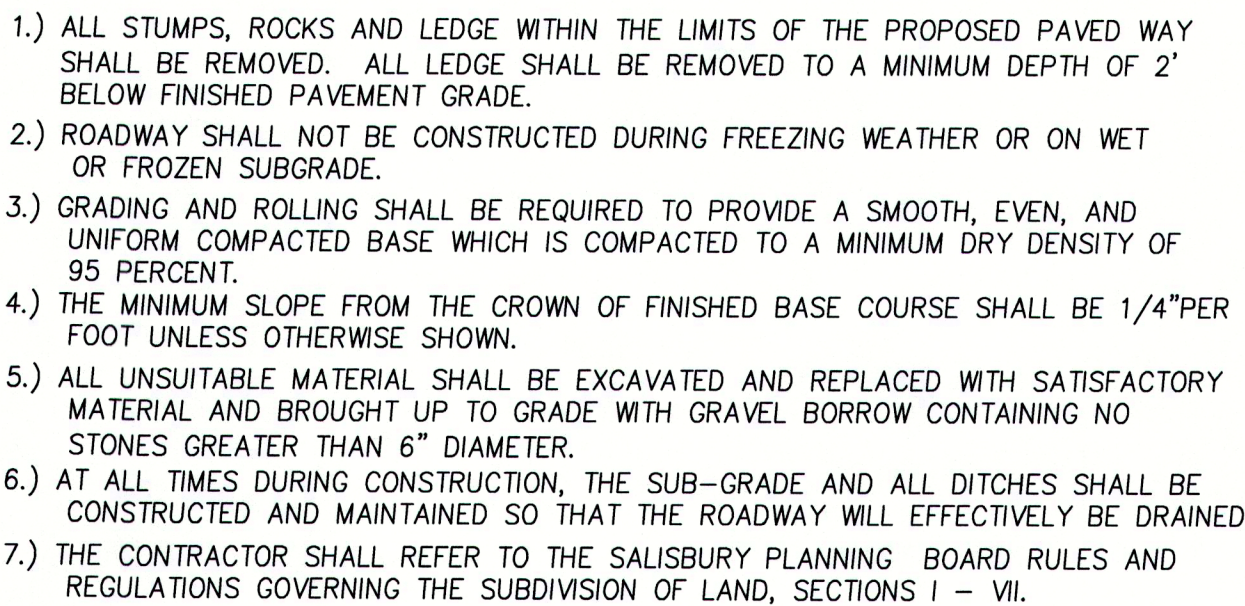 1.) ALL STUMPS, ROCKS AND LEDGE WITHIN THE LIMITS OF THE PROPOSED PAVED WAY
SHALL BE REMOVED. ALL LEDGE SHALL BE REMOVED TO A MINIMUM DEPTH OF 2'
BELOW FINISHED PAVEMENT GRADE.
2.) ROADWAY SHALL NOT BE CONSTRUCTED DURING FREEZING WEATHER OR ON WET
OR FROZEN SUBGRADE.
3.) GRADING AND ROLLING SHALL BE REQUIRED TO PROVIDE A SMOOTH, EVEN, AND
UNIFORM COMPACTED BASE WHICH IS COMPACTED TO A MINIMUM DRY DENSITY OF
95 PERCENT.
4.) THE MINIMUM SLOPE FROM THE CROWN OF FINISHED BASE COURSE SHALL BE 1/4"PER
FOOT UNLESS OTHERWISE SHOWN.
5.) ALL UNSUITABLE MATERIAL SHALL BE EXCAVATED AND REPLACED WITH SATISFACTORY
MATERIAL AND BROUGHT UP TO GRADE WITH GRAVEL BORROW CONTAINING NO
STONES GREATER THAN 6" DIAMETER.
6.) AT ALL TIMES DURING CONSTRUCTION, THE SUB-GRADE AND ALL DITCHES SHALL BE
CONSTRUCTED AND MAINTAINED SO THAT THE ROADWAY WILL EFFECTIVELY BE DRAINED
7.) THE CONTRACTOR SHALL REFER TO THE SALISBURY PLANNING BOARD RULES AND
REGULATIONS GOVERNING THE SUBDIVISION OF LAND, SECTIONS I - VII.